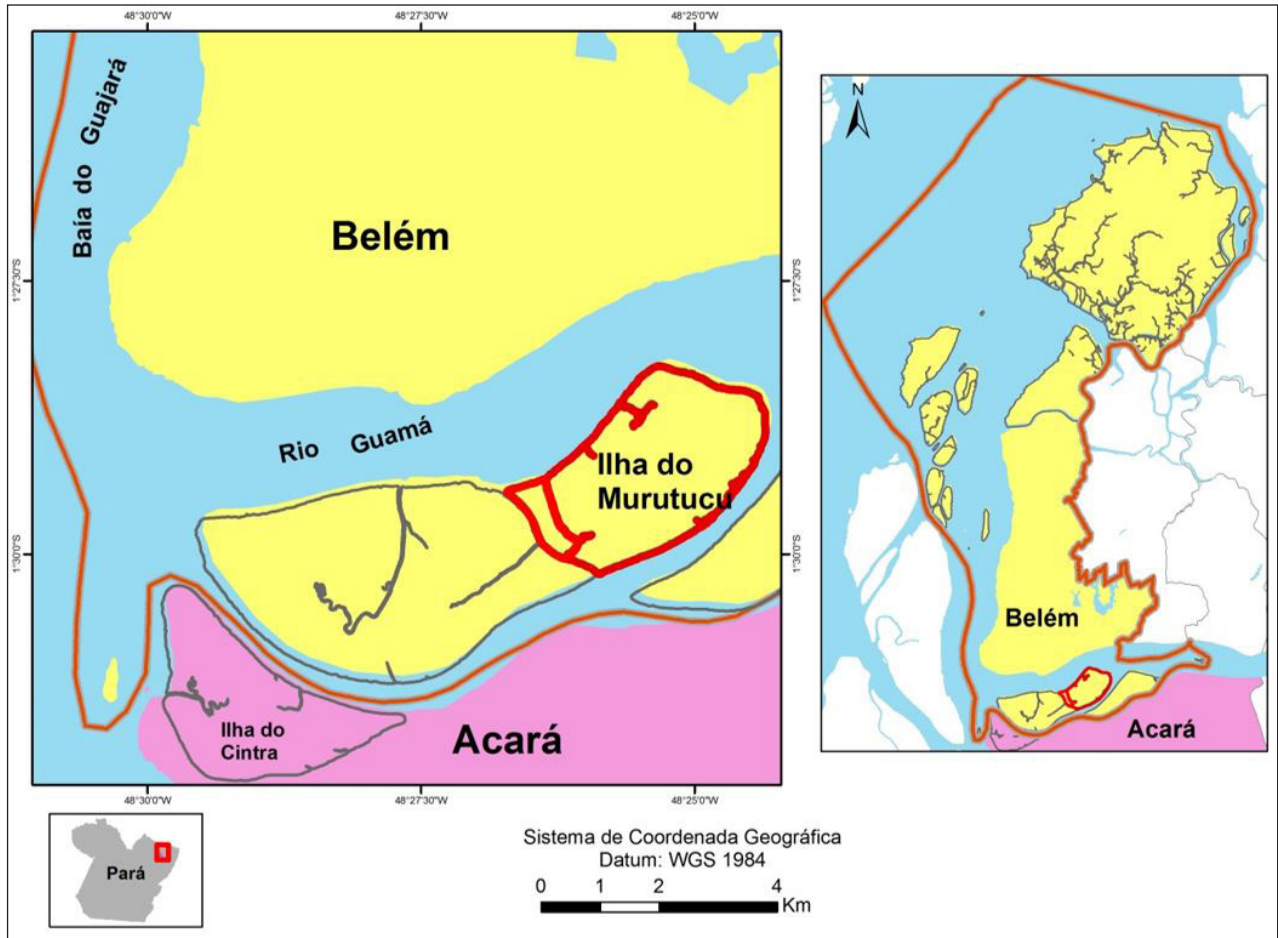 48°30'0"W
48°27'30"W
48°25'0"W
Baía do Guajará
Belém
1°27'30"S
1°27'30"S
Rio Guamá
Ilha do
Murutucu
1°30'0"S
1°30'0"S
Ilha do
Cintra
Acará
48°30'0"W
48°27'30"W
48°25'0"W
N
Belém
Acará
Pará
Sistema de Coordenada Geográfica
Datum: WGS 1984
0 1 2 4
Km